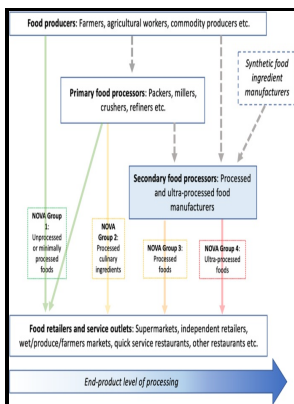 Food producers: Farmers, agricultural workers, commodity producers etc.
Primary food processors: Packers, millers,
crushers, refiners etc.
Synthetic food
ingredient
manufacturers
Secondary food processors: Processed
and ultra-processed food
manufacturers
NOVA Group
1:
Unprocessed
or minimally
processed
foods
NOVA
Group 2:
Processed
culinary
ingredients
NOVA Group 3:
Processed
foods
NOVA Group 4:
Ultra-processed
foods
Food retailers and service outlets: Supermarkets, independent retailers,
wet/produce/farmers markets, quick service restaurants, other restaurants etc.
End-product level of processing